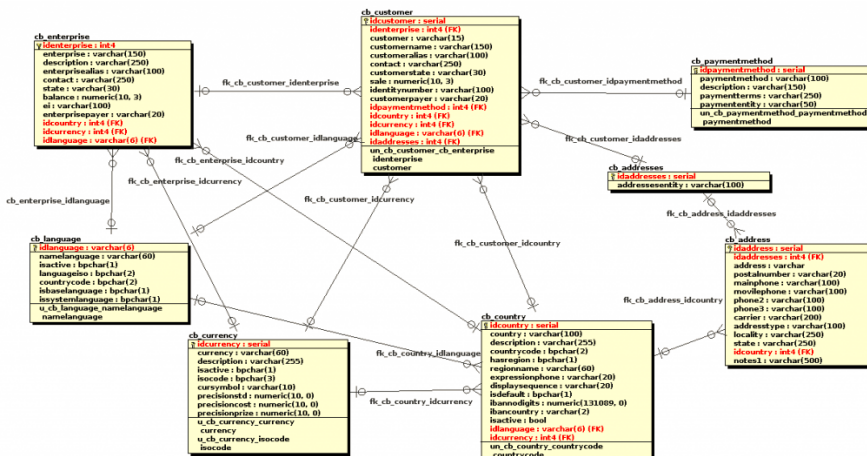 cb_enterprise
identerprise : int4
enterprise : varchar(150)
description : varchar(250)
enterprisealias : varchar(100)
contact : varchar(250)
state : varchar(30)
balance : numeric(10, 3)
ei : varchar(100)
enterprisepayer : varchar(20)
idcountry : int4 (FK)
idcurrency : int4 (FK)
idlanguage : varchar(6) (FK)
cb_customer
idcustomer : serial
identerprise : int4 (FK)
customer : varchar(15)
customername : varchar(150)
customeralias : varchar(100)
contact : varchar(250)
customerstate : varchar(30)
sale : numeric(10, 3)
identitynumber : varchar(100)
customerpayer : varchar(20)
idpaymentmethod : int4 (FK)
idcountry : int4 (FK)
idcurrency : int4 (FK)
idlanguage : varchar(6) (FK)
idaddresses : int4 (FK)
un_cb_customer_cb_enterprise
identerprise
customer
cb_paymentmethod
idpaymentmethod : serial
paymentmethod : varchar(100)
description : varchar(150)
paymentterms : varchar(250)
paymententity : varchar(50)
un_cb_paymentmethod_paymentmethod
paymentmethod
fk_cb_customer_identerprise
fk_cb_customer_idpaymentmethod
fk_cb_customer_idlanguage
fk_cb_customer_idaddresses
fk_cb_enterprise_idcountry
fk_cb_enterprise_idcurrency
cb_enterprise_idlanguage
fk_cb_customer_idcurrency
cb_addresses
idaddresses : serial
addressesentity : varchar(100)
fk_cb_address_idaddresses
fk_cb_customer_idcountry
cb_language
idlanguage : varchar(6)
namelanguage : varchar(60)
isactive : bpchar(1)
languageiso : bpchar(2)
countrycode : bpchar(2)
isbaselanguage : bpchar(1)
issystemlanguage : bpchar(1)
u_cb_language_namelanguage
namelanguage
cb_address
idaddress : serial
idaddresses : int4 (FK)
address : varchar
postalnumber : varchar(20)
mainphone : varchar(100)
movilephone : varchar(100)
phone2 : varchar(100)
phone3 : varchar(100)
carrier : varchar(200)
addresstype : varchar(100)
locality : varchar(250)
state : varchar(250)
idcountry : int4 (FK)
notes1 : varchar(500)
fk_cb_address_idcountry
cb_currency
idcurrency : serial
currency : varchar(60)
description : varchar(255)
isactive : bpchar(1)
isocode : bpchar(3)
cursymbol : varchar(10)
precisionstd : numeric(10, 0)
precisioncost : numeric(10, 0)
precisionprize : numeric(10, 0)
u_cb_currency_currency
currency
u_cb_currency_isocode
isocode
fk_cb_country_idlanguage
fk_cb_country_idcurrency
cb_country
idcountry : serial
country : varchar(100)
description : varchar(255)
countrycode : bpchar(2)
hasregion : bpchar(1)
regionname : varchar(60)
expressionphone : varchar(20)
displaysequence : varchar(20)
isdefault : bpchar(1)
ibannodigits : numeric(131089, 0)
ibancountry : varchar(2)
isactive : bool
idlanguage : varchar(6) (FK)
idcurrency : int4 (FK)
un_cb_country_countrycode
countrycode